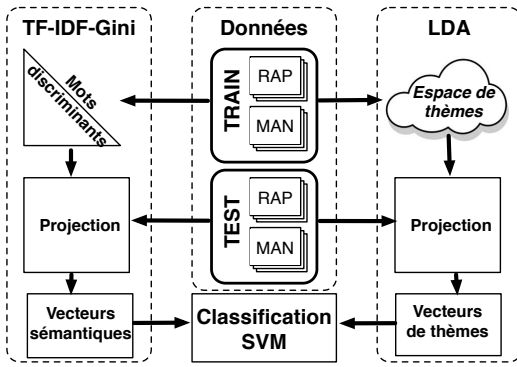 TF-IDF-Gini
Mots
discriminants
Projection
Vecteurs
sémantiques
Données
TRAIN
RAP
MAN
TEST
RAP
MAN
Classification
SVM
LDA
Espace de
thèmes
Projection
Vecteurs
de thèmes